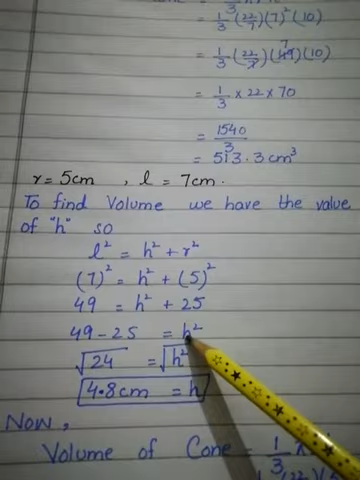 = 1/3 (22/7) (7)² (10)
= 1/3 (22/7) (49) (10) 7
= 1/3 × 22 × 70
= 1540/3
= 513.3 cm³
r = 5cm , l = 7cm.
To find Volume we have the value
of "h" so
l² = h² + r²
(7)² = h² + (5)²
49 = h² + 25
49 - 25 = h²
√24 = √h²
4.8cm = h
Now,
Volume of Cone = 1/3